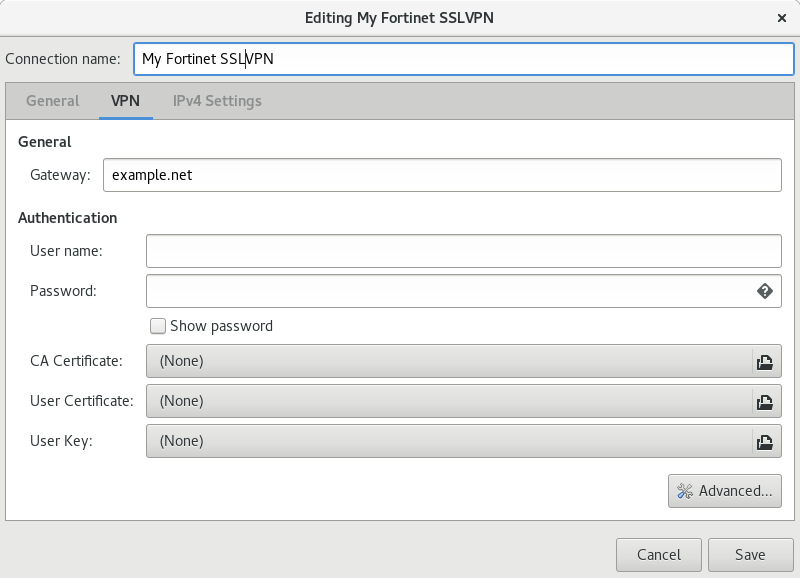 Editing My Fortinet SSLVPN
Connection name: My Fortinet SSLVPN
General VPN IPv4 Settings
General
Gateway: example.net
Authentication
User name:
Password:
Show password
CA Certificate: (None)
User Certificate: (None)
User Key: (None)
Advanced...
Cancel Save